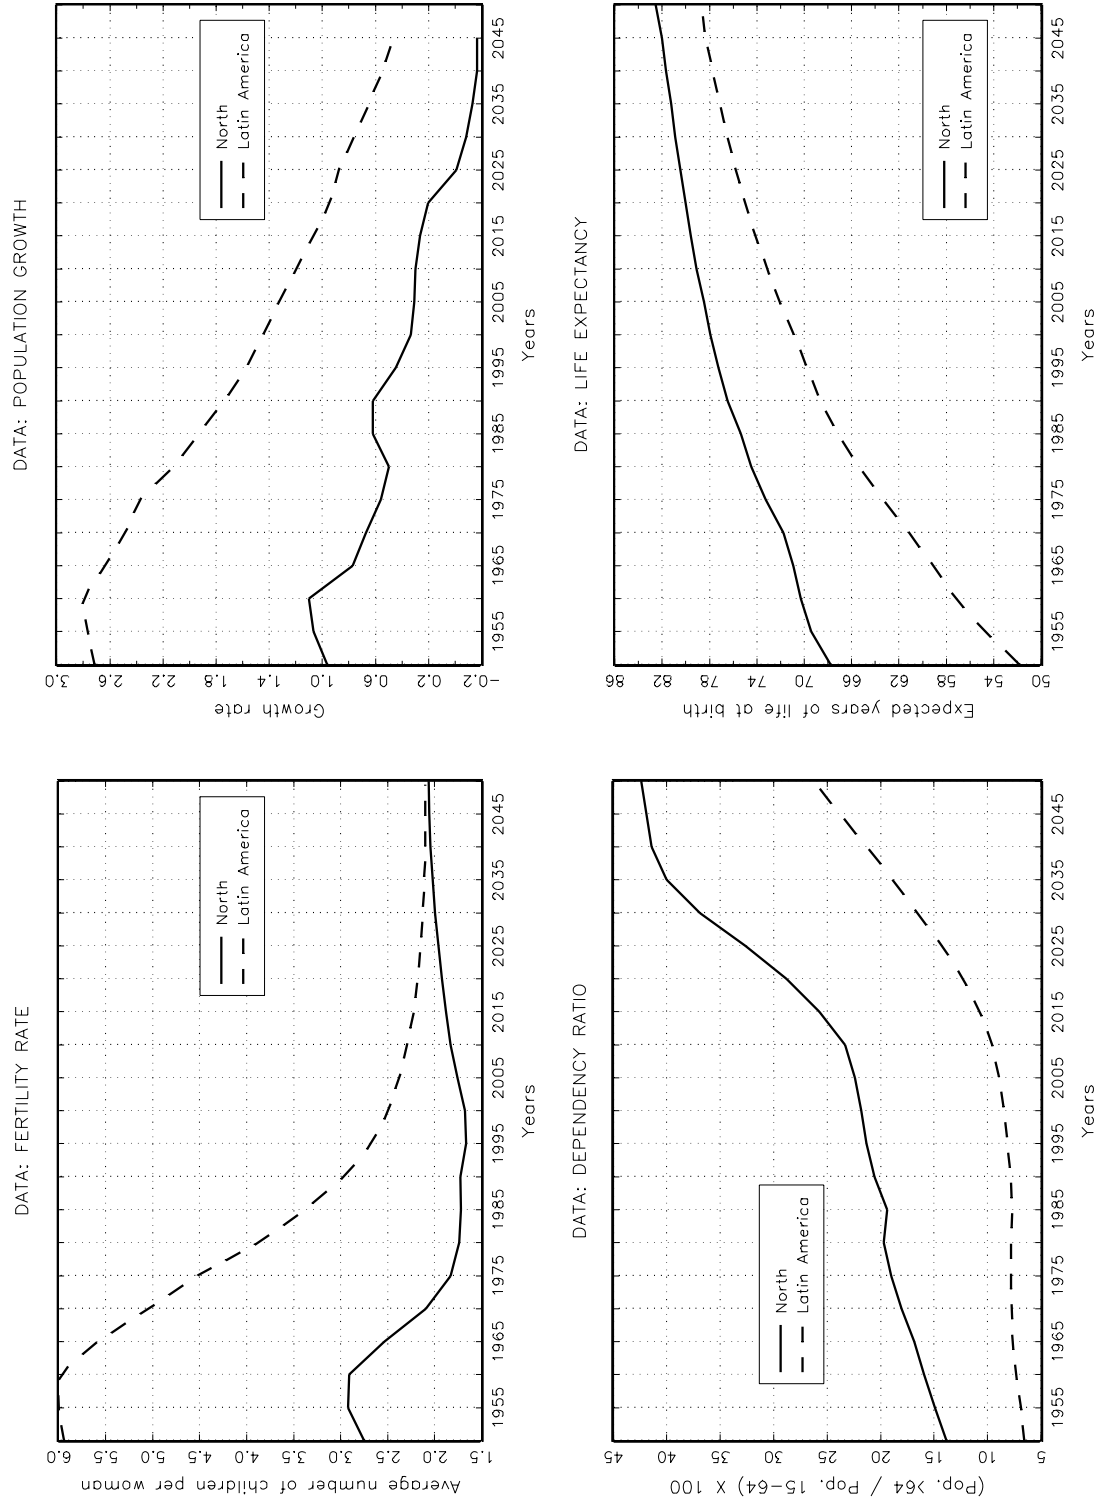 DATA: FERTILITY RATE
Average number of children per woman
6.0
5.5
5.0
4.5
4.0
3.5
3.0
2.5
2.0
1.5
North
Latin America
1955 1965 1975 1985 1995 2005 2015 2025 2035 2045
Years
DATA: POPULATION GROWTH
Growth rate
3.0
2.6
2.2
1.8
1.4
1.0
0.6
0.2
-0.2
North
Latin America
1955 1965 1975 1985 1995 2005 2015 2025 2035 2045
Years
DATA: DEPENDENCY RATIO
(Pop. >64 / Pop. 15-64) X 100
45
40
35
30
25
20
15
10
5
North
Latin America
1955 1965 1975 1985 1995 2005 2015 2025 2035 2045
Years
DATA: LIFE EXPECTANCY
Expected years of life at birth
86
82
78
74
70
66
62
58
54
50
North
Latin America
1955 1965 1975 1985 1995 2005 2015 2025 2035 2045
Years